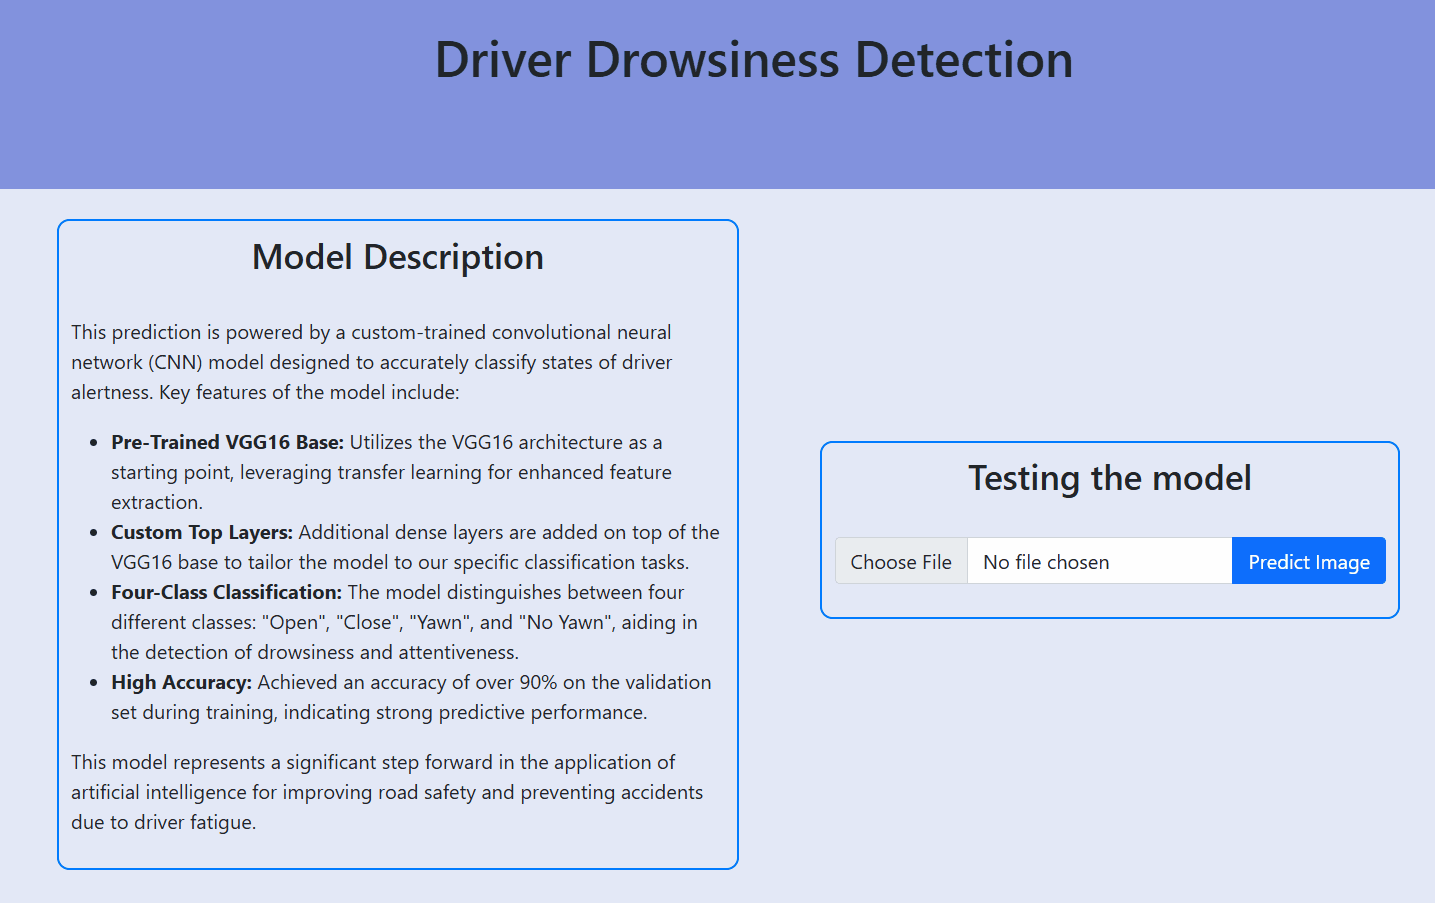 Driver Drowsiness Detection
Model Description
This prediction is powered by a custom-trained convolutional neural
network (CNN) model designed to accurately classify states of driver
alertness. Key features of the model include:
• Pre-Trained VGG16 Base: Utilizes the VGG16 architecture as a
starting point, leveraging transfer learning for enhanced feature
extraction.
• Custom Top Layers: Additional dense layers are added on top of the
VGG16 base to tailor the model to our specific classification tasks.
• Four-Class Classification: The model distinguishes between four
different classes: "Open", "Close", "Yawn", and "No Yawn", aiding in
the detection of drowsiness and attentiveness.
• High Accuracy: Achieved an accuracy of over 90% on the validation
set during training, indicating strong predictive performance.
This model represents a significant step forward in the application of
artificial intelligence for improving road safety and preventing accidents
due to driver fatigue.
Testing the model
Choose File No file chosen Predict Image